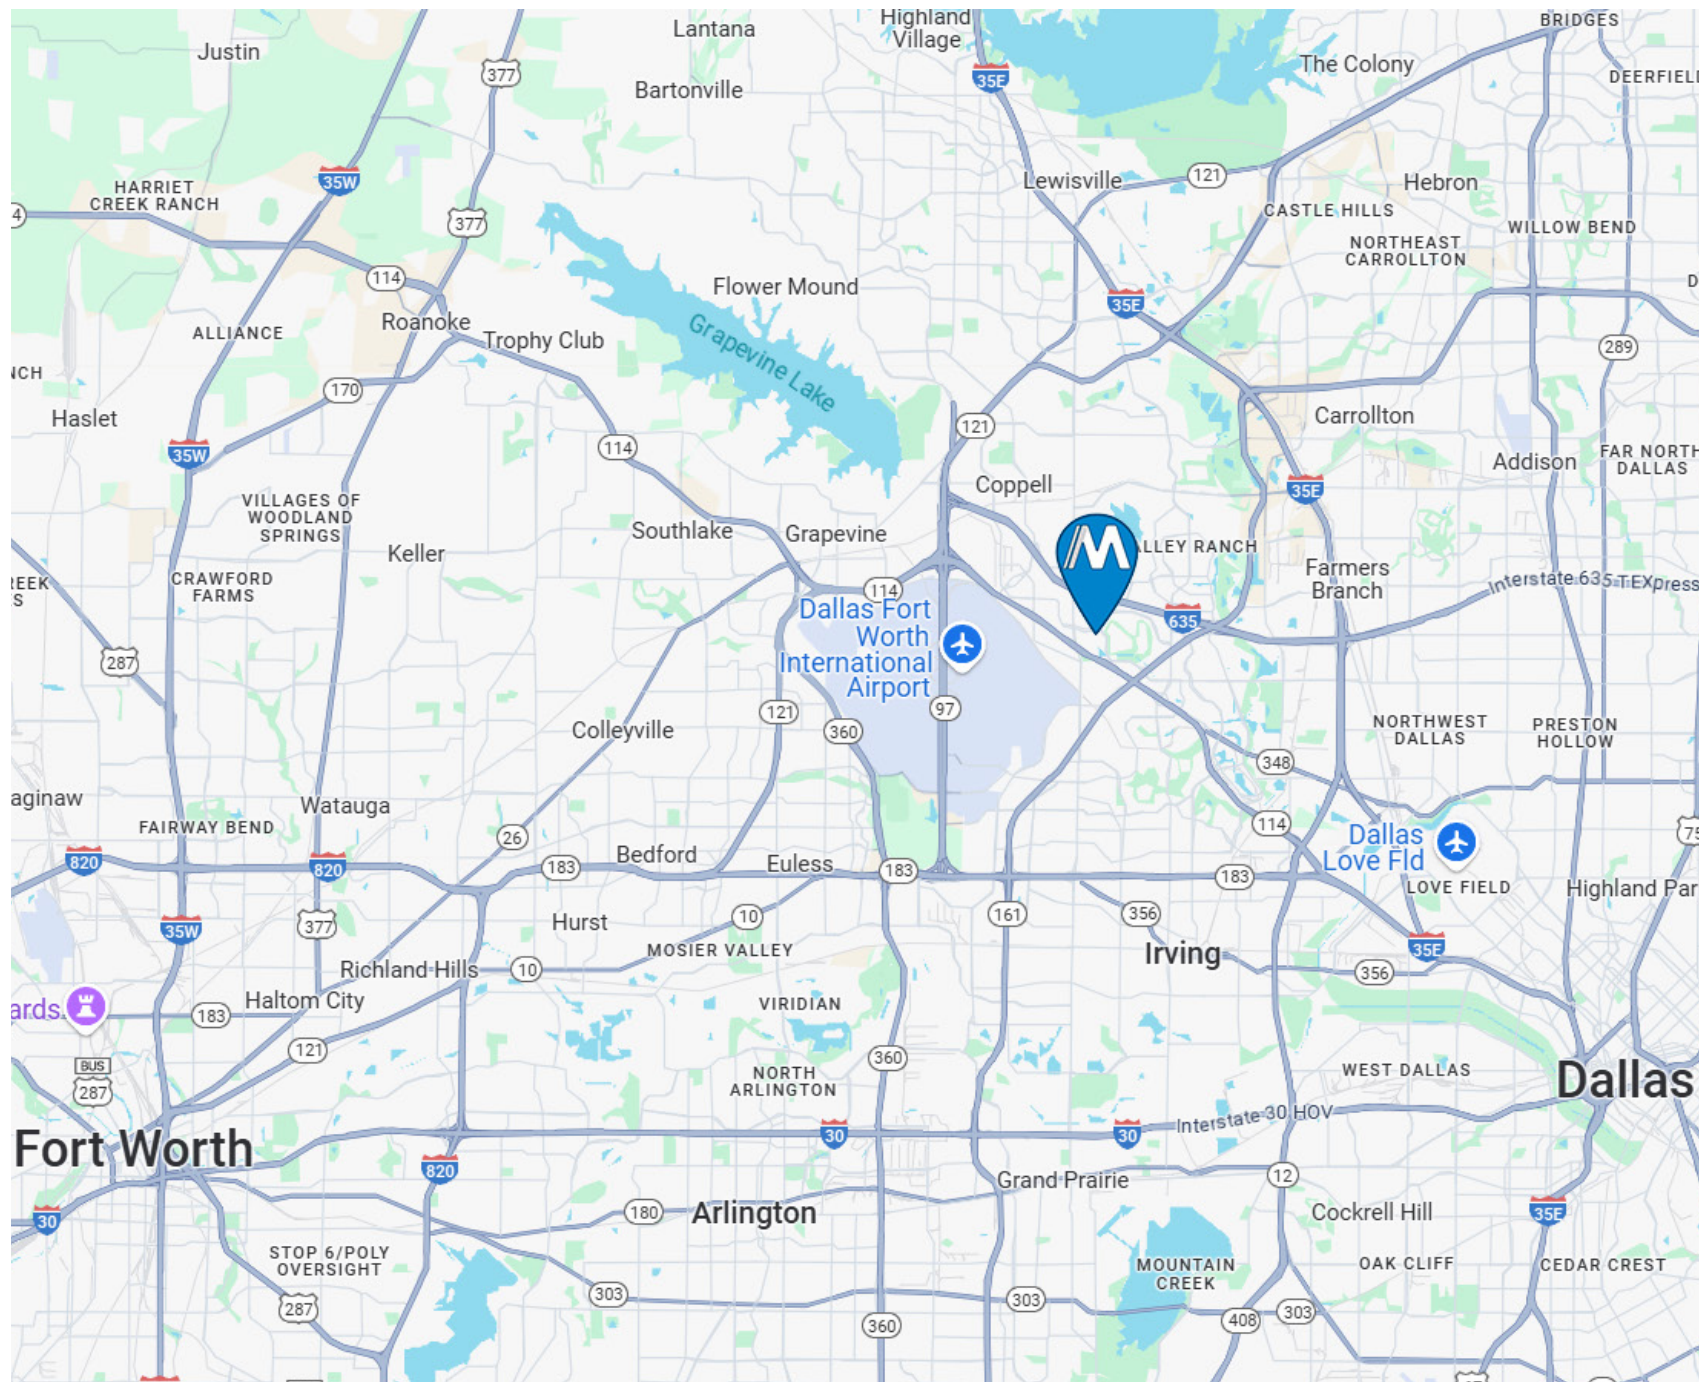 Highland
Village
BRIDGES
Lantana
Justin
The Colony
377
35E
DEERFIEL
Bartonville
35W
Lewisville
121
Hebron
HARRIET
CREEK RANCH
4
377
CASTLE HILLS
WILLOW BEND
NORTHEAST
CARROLLTON
114
Flower Mound
D
35E
Roanoke
ALLIANCE
Trophy Club
Grapevine Lake
289
NCH
170
Haslet
Carrollton
121
114
35W
Addison
FAR NORTH
DALLAS
Coppell
35E
VILLAGES OF
WOODLAND
SPRINGS
Southlake
Grapevine
M
ALLEY RANCH
Keller
Farmers
Branch
Interstate 635 TEXpress
REEK
S
CRAWFORD
FARMS
114
Dallas Fort
Worth
International
Airport
635
287
97
121
360
Colleyville
NORTHWEST
DALLAS
PRESTON
HOLLOW
348
aginaw
Watauga
FAIRWAY BEND
26
114
Dallas
Love Fld
75
820
820
183
Bedford
Euless
183
183
LOVE FIELD
Highland Par
377
35W
Hurst
10
161
356
35E
MOSIER VALLEY
Irving
Richland Hills
10
356
ards
Haltom City
183
VIRIDIAN
121
360
BUS
287
NORTH
ARLINGTON
WEST DALLAS
Dallas
Interstate 30 HOV
Fort Worth
30
30
820
Grand Prairie
12
30
180
Arlington
Cockrell Hill
35E
STOP 6/POLY
OVERSIGHT
MOUNTAIN
CREEK
OAK CLIFF
CEDAR CREST
287
303
303
303
360
408